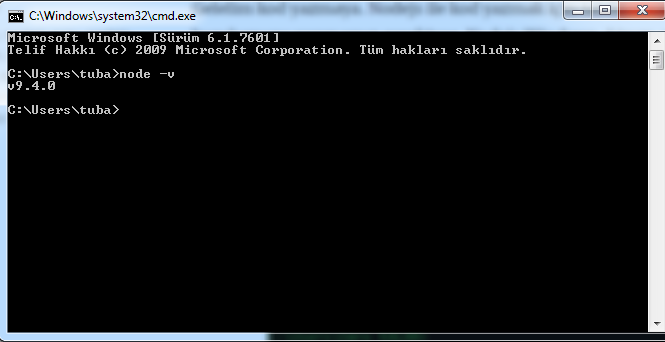 C:\Windows\system32\cmd.exe
Microsoft Windows [Sürüm 6.1.7601]
Telif Hakkı (c) 2009 Microsoft Corporation. Tüm hakları saklıdır.
C:\Users\tuba>node -v
v9.4.0
C:\Users\tuba>